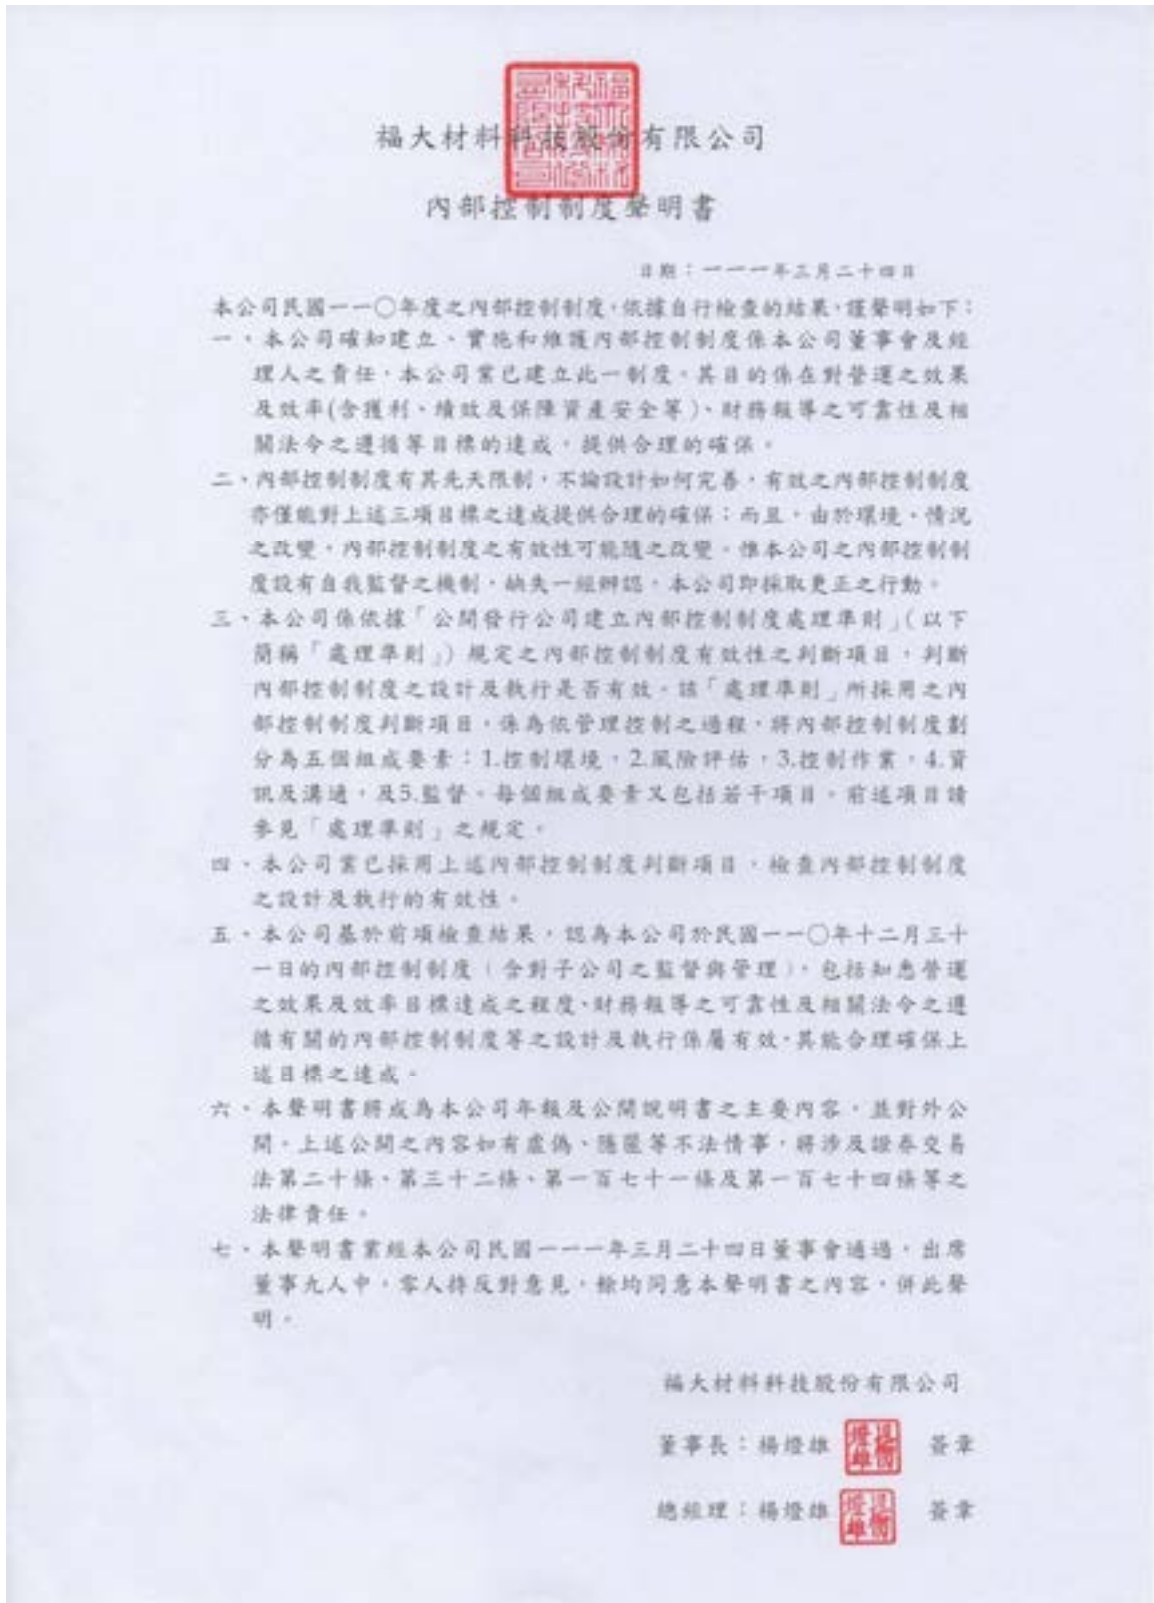 福大材料科技股份有限公司
內部控制制度聲明書
日期：一一一年三月二十四日
本公司民國一一〇年度之內部控制制度，依據自行檢查的結果，謹聲明如下：
一、本公司確知建立、實施和維護內部控制制度係本公司董事會及經
理人之責任，本公司業已建立此一制度。其目的係在對營運之效果
及效率(含獲利、績效及保障資產安全等)、財務報導之可靠性及相
關法令之遵循等目標的達成，提供合理的確保。
二、內部控制制度有其先天限制，不論設計如何完善，有效之內部控制制度
亦僅能對上述三項目標之達成提供合理的確保；而且，由於環境、情況
之改變，內部控制制度之有效性可能隨之改變。惟本公司之內部控制制
度設有自我監督之機制，缺失一經辨認，本公司即採取更正之行動。
三、本公司係依據「公開發行公司建立內部控制制度處理準則」(以下
簡稱「處理準則」)規定之內部控制制度有效性之判斷項目，判斷
內部控制制度之設計及執行是否有效。該「處理準則」所採用之內
部控制制度判斷項目，係為依管理控制之過程，將內部控制制度劃
分為五個組成要素：1.控制環境，2.風險評估，3.控制作業，4.資
訊及溝通，及5.監督。每個組成要素又包括若干項目。前述項目請
參見「處理準則」之規定。
四、本公司業已採用上述內部控制制度判斷項目，檢查內部控制制度
之設計及執行的有效性。
五、本公司基於前項檢查結果，認為本公司於民國一一〇年十二月三十
一日的內部控制制度(含對子公司之監督與管理)，包括知悉營運
之效果及效率目標達成之程度、財務報導之可靠性及相關法令之遵
循有關的內部控制制度等之設計及執行係屬有效，其能合理確保上
述目標之達成。
六、本聲明書將成為本公司年報及公開說明書之主要內容，並對外公
開。上述公開之內容如有虛偽、隱匿等不法情事，將涉及證券交易
法第二十條、第三十二條、第一百七十一條及第一百七十四條等之
法律責任。
七、本聲明書業經本公司民國一一一年三月二十四日董事會通過，出席
董事九人中，零人持反對意見，餘均同意本聲明書之內容，併此聲
明。
福大材料科技股份有限公司
董事長：楊燈雄 簽章
總經理：楊燈雄 簽章